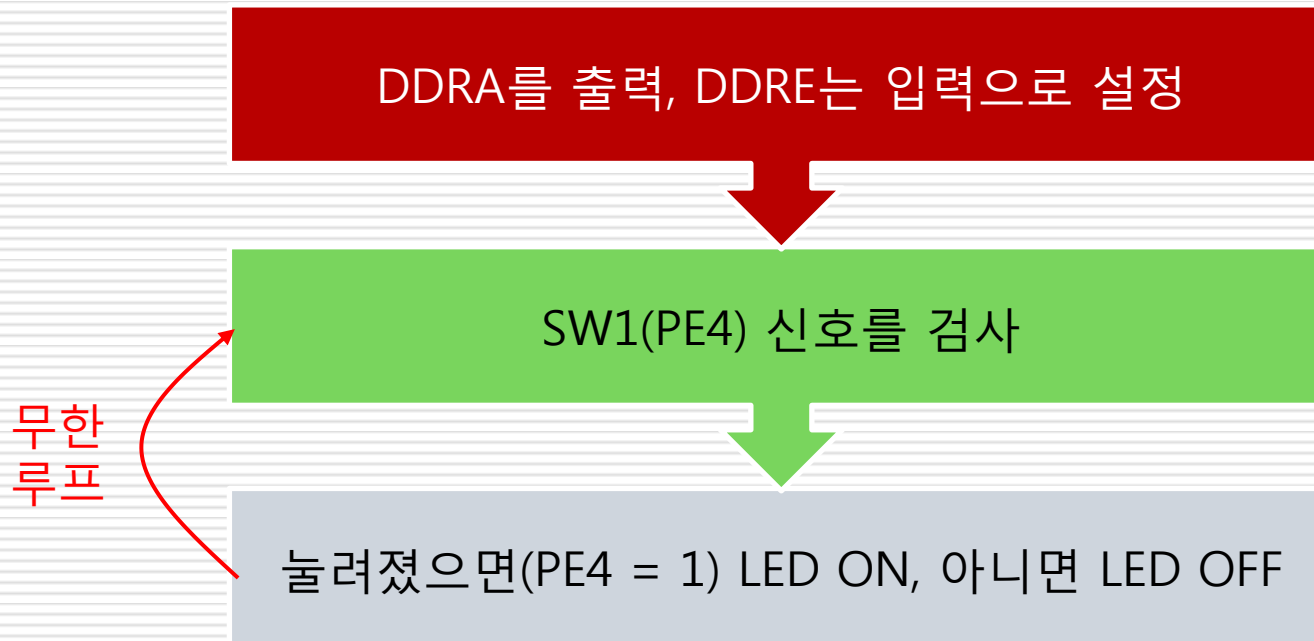 DDRA를 출력, DDRE는 입력으로 설정
SW1(PE4) 신호를 검사
무한
루프
눌려졌으면(PE4 = 1) LED ON, 아니면 LED OFF